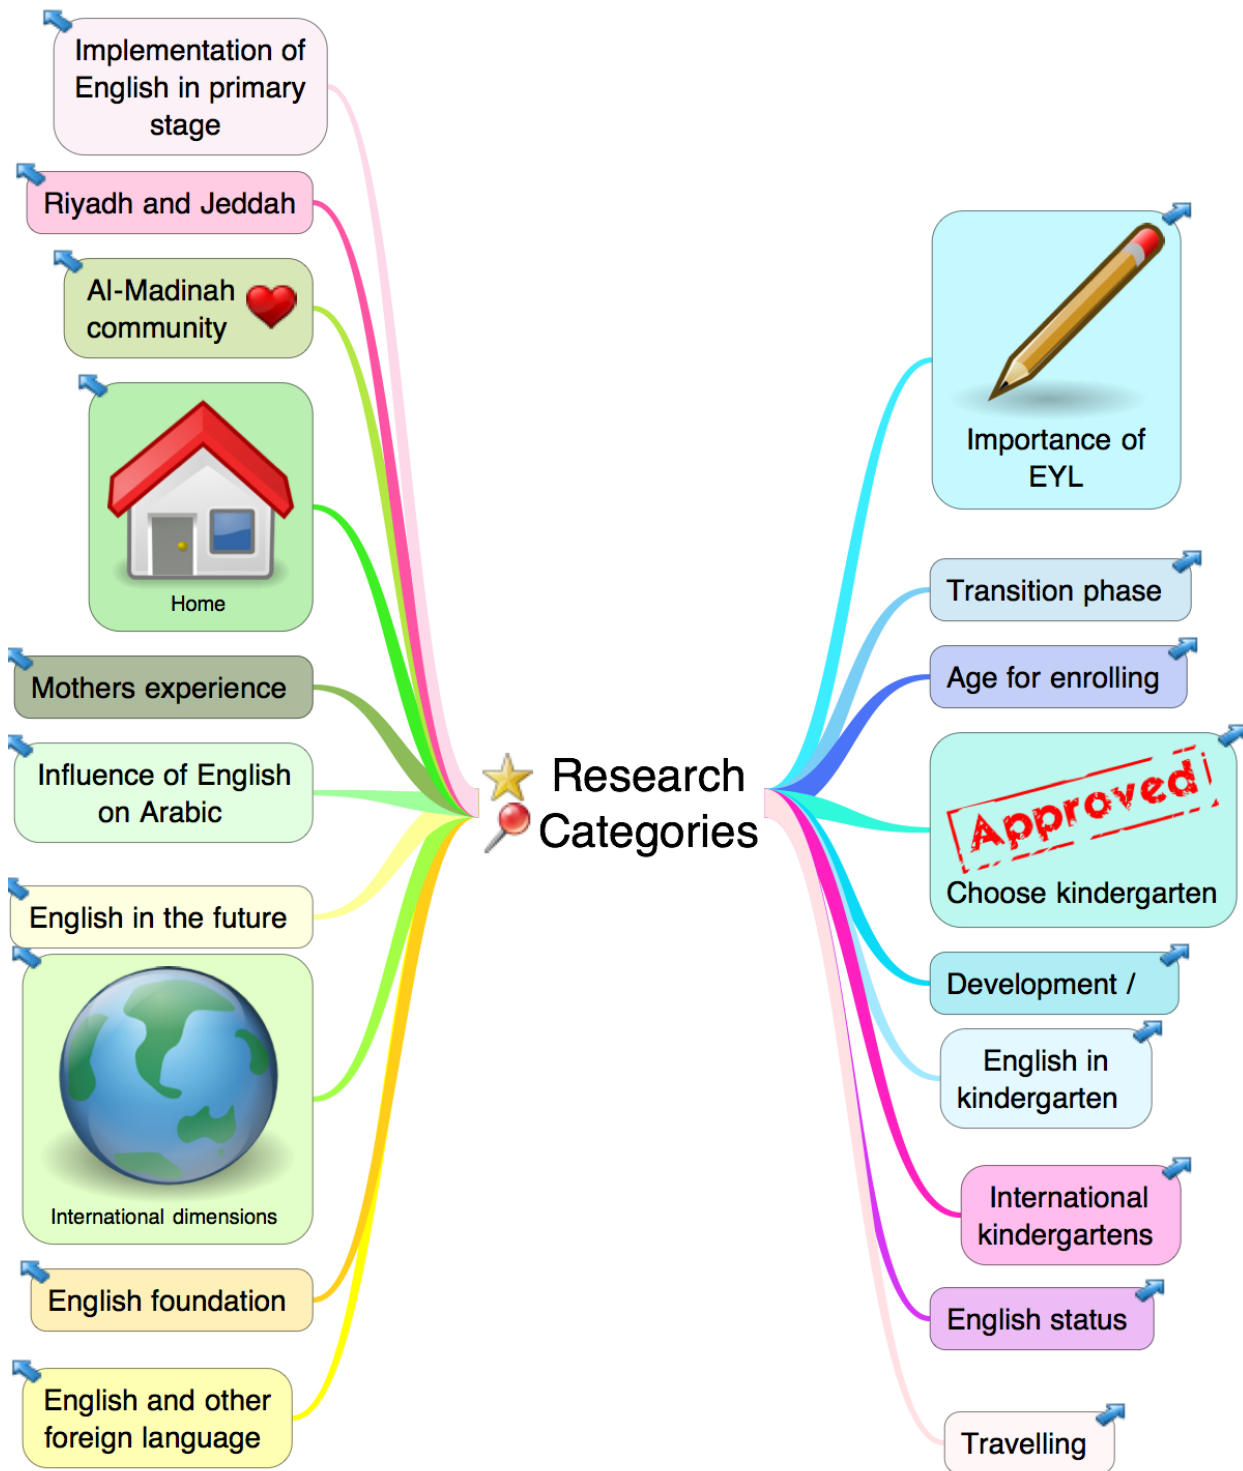 Implementation of
English in primary
stage
Riyadh and Jeddah
Al-Madinah
community
Home
Mothers experience
Influence of English
on Arabic
English in the future
International dimensions
English foundation
English and other
foreign language
Research
Categories
Importance of
EYL
Transition phase
Age for enrolling
Approved
Choose kindergarten
Development /
English in
kindergarten
International
kindergartens
English status
Travelling